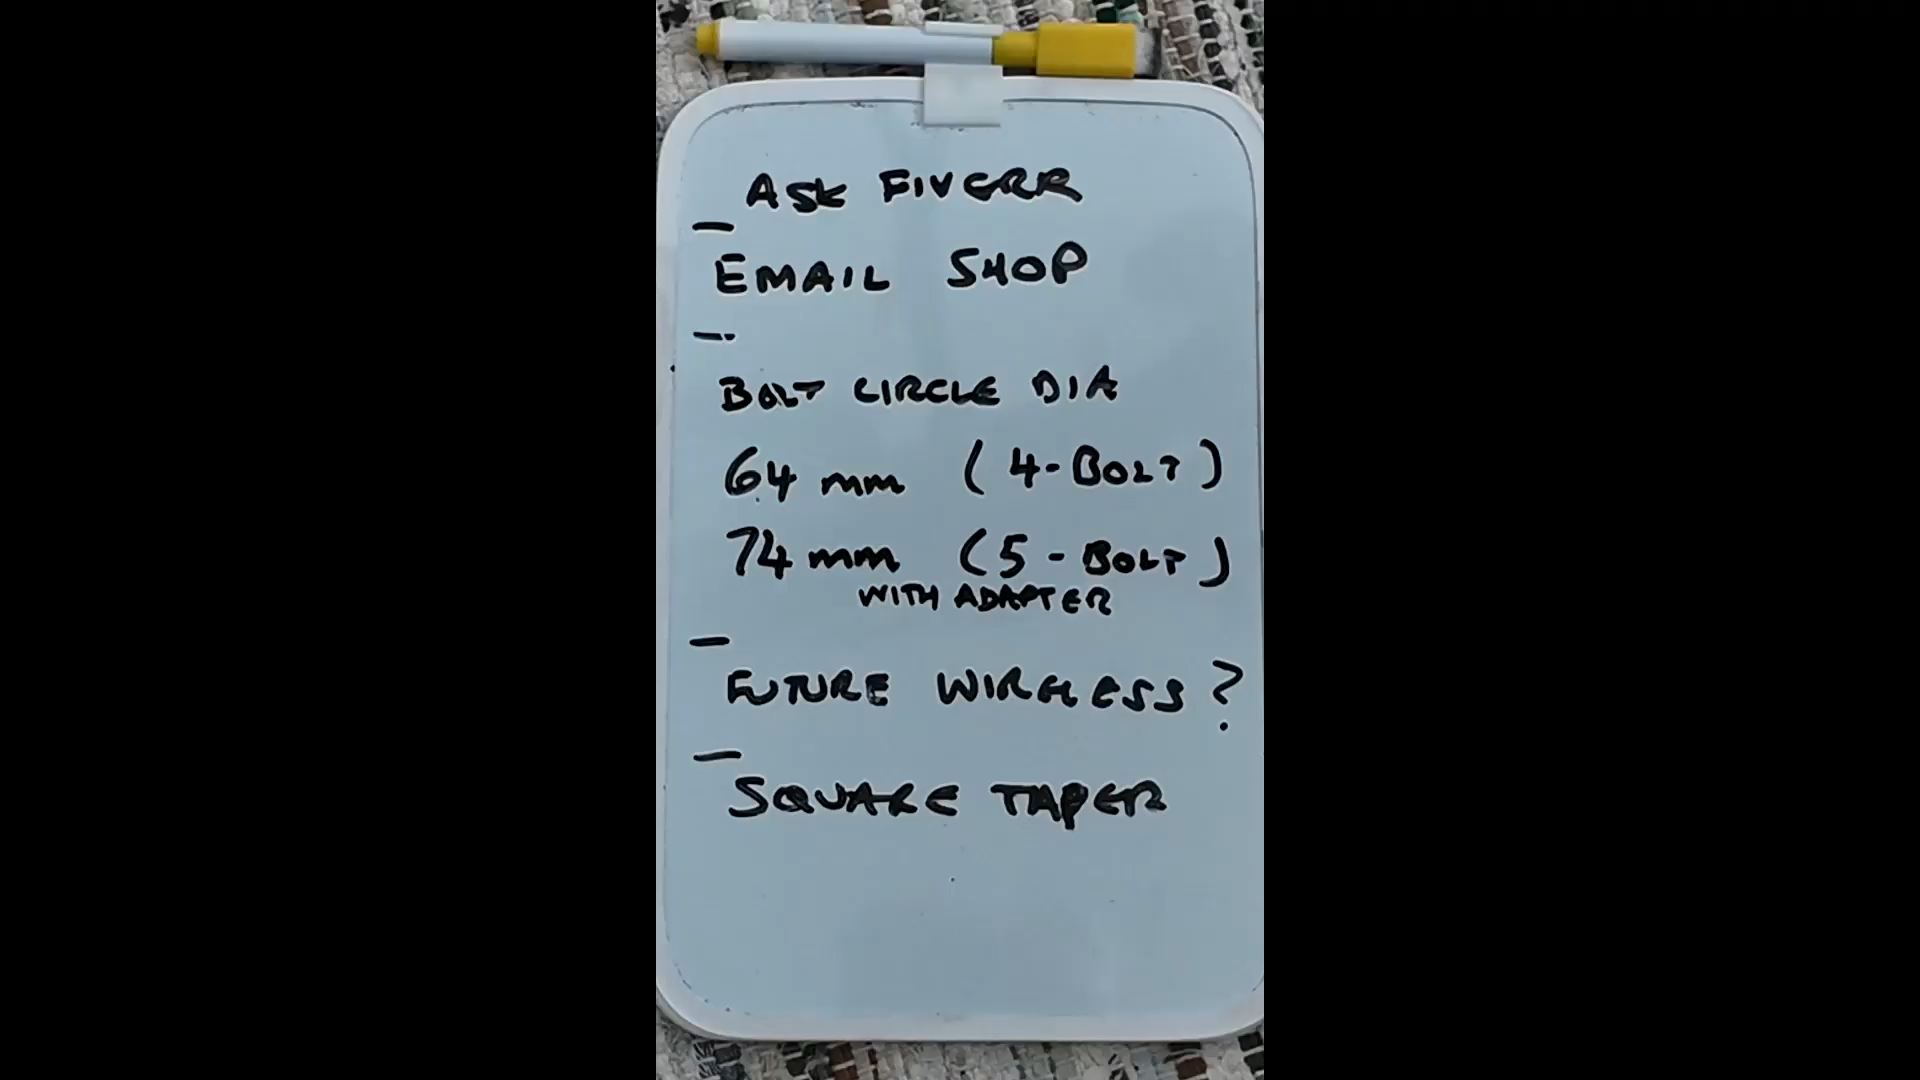 ASK FIVERR
—
EMAIL SHOP
—
BOLT CIRCLE DIA
64 mm (4-BOLT)
74 mm (5-BOLT)
WITH ADAPTER
—
FUTURE WIRELESS?
—
SQUARE TAPER